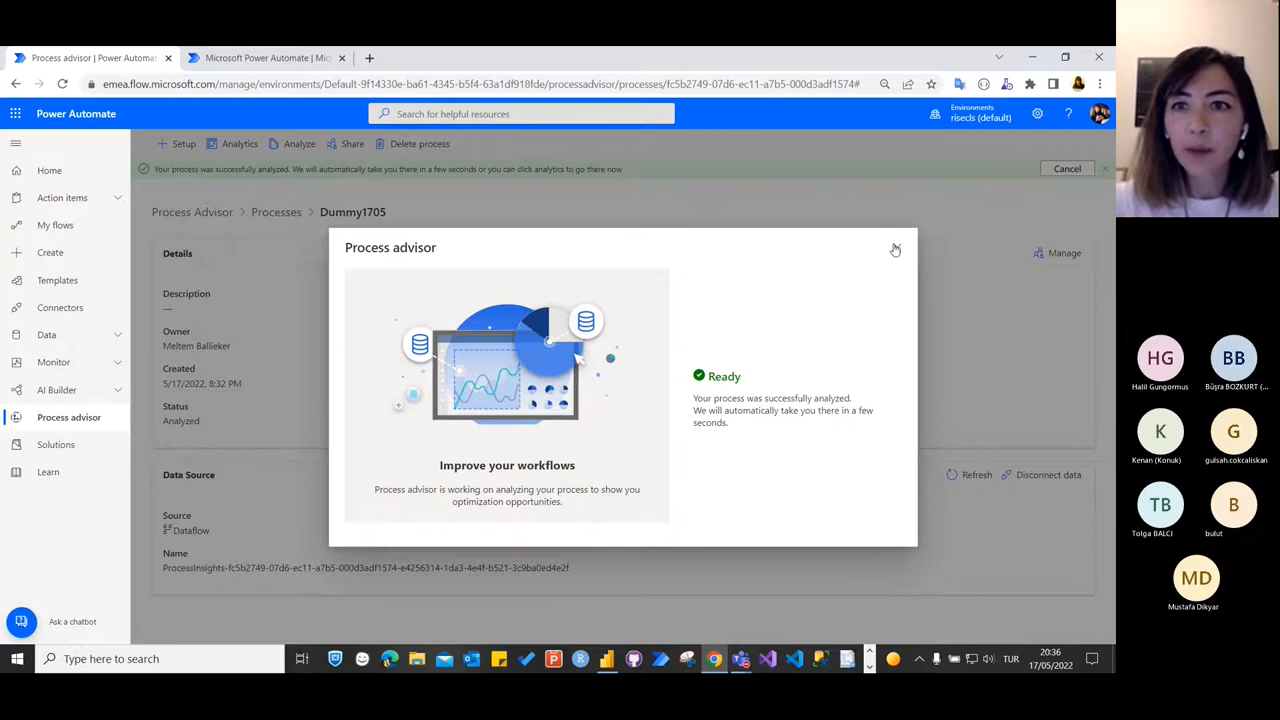 Process advisor | Power Automat
Microsoft Power Automate | Mic
emea.flow.microsoft.com/manage/environments/Default-9f14330e-ba61-4345-b5f4-63a1df918fde/processadvisor/processes/fc5b2749-07d6-ec11-a7b5-000d3adf1574#
Power Automate
Search for helpful resources
Environments
risecls (default)
Setup
Analytics
Analyze
Share
Delete process
Your process was successfully analyzed. We will automatically take you there in a few seconds or you can click analytics to go there now
Cancel
Home
Action items
My flows
Create
Templates
Connectors
Data
Monitor
AI Builder
Process advisor
Solutions
Learn
Ask a chatbot
Process Advisor > Processes > Dummy1705
Details
Manage
Description
—
Owner
Meltem Ballieker
Created
5/17/2022, 8:32 PM
Status
Analyzed
Data Source
Refresh
Disconnect data
Source
Dataflow
Name
ProcessInsights-fc5b2749-07d6-ec11-a7b5-000d3adf1574-e4256314-1da3-4e4f-b521-3c9ba0ed4e2f
Process advisor
Improve your workflows
Process advisor is working on analyzing your process to show you
optimization opportunities.
Ready
Your process was successfully analyzed.
We will automatically take you there in a few
seconds.
HG
Halil Gungormus
BB
Büşra BOZKURT (...
K
Kenan (Konuk)
G
gulsah.cokcaliskan
TB
Tolga BALCI
B
bulut
MD
Mustafa Dikyar
Type here to search
TUR
20:36
17/05/2022